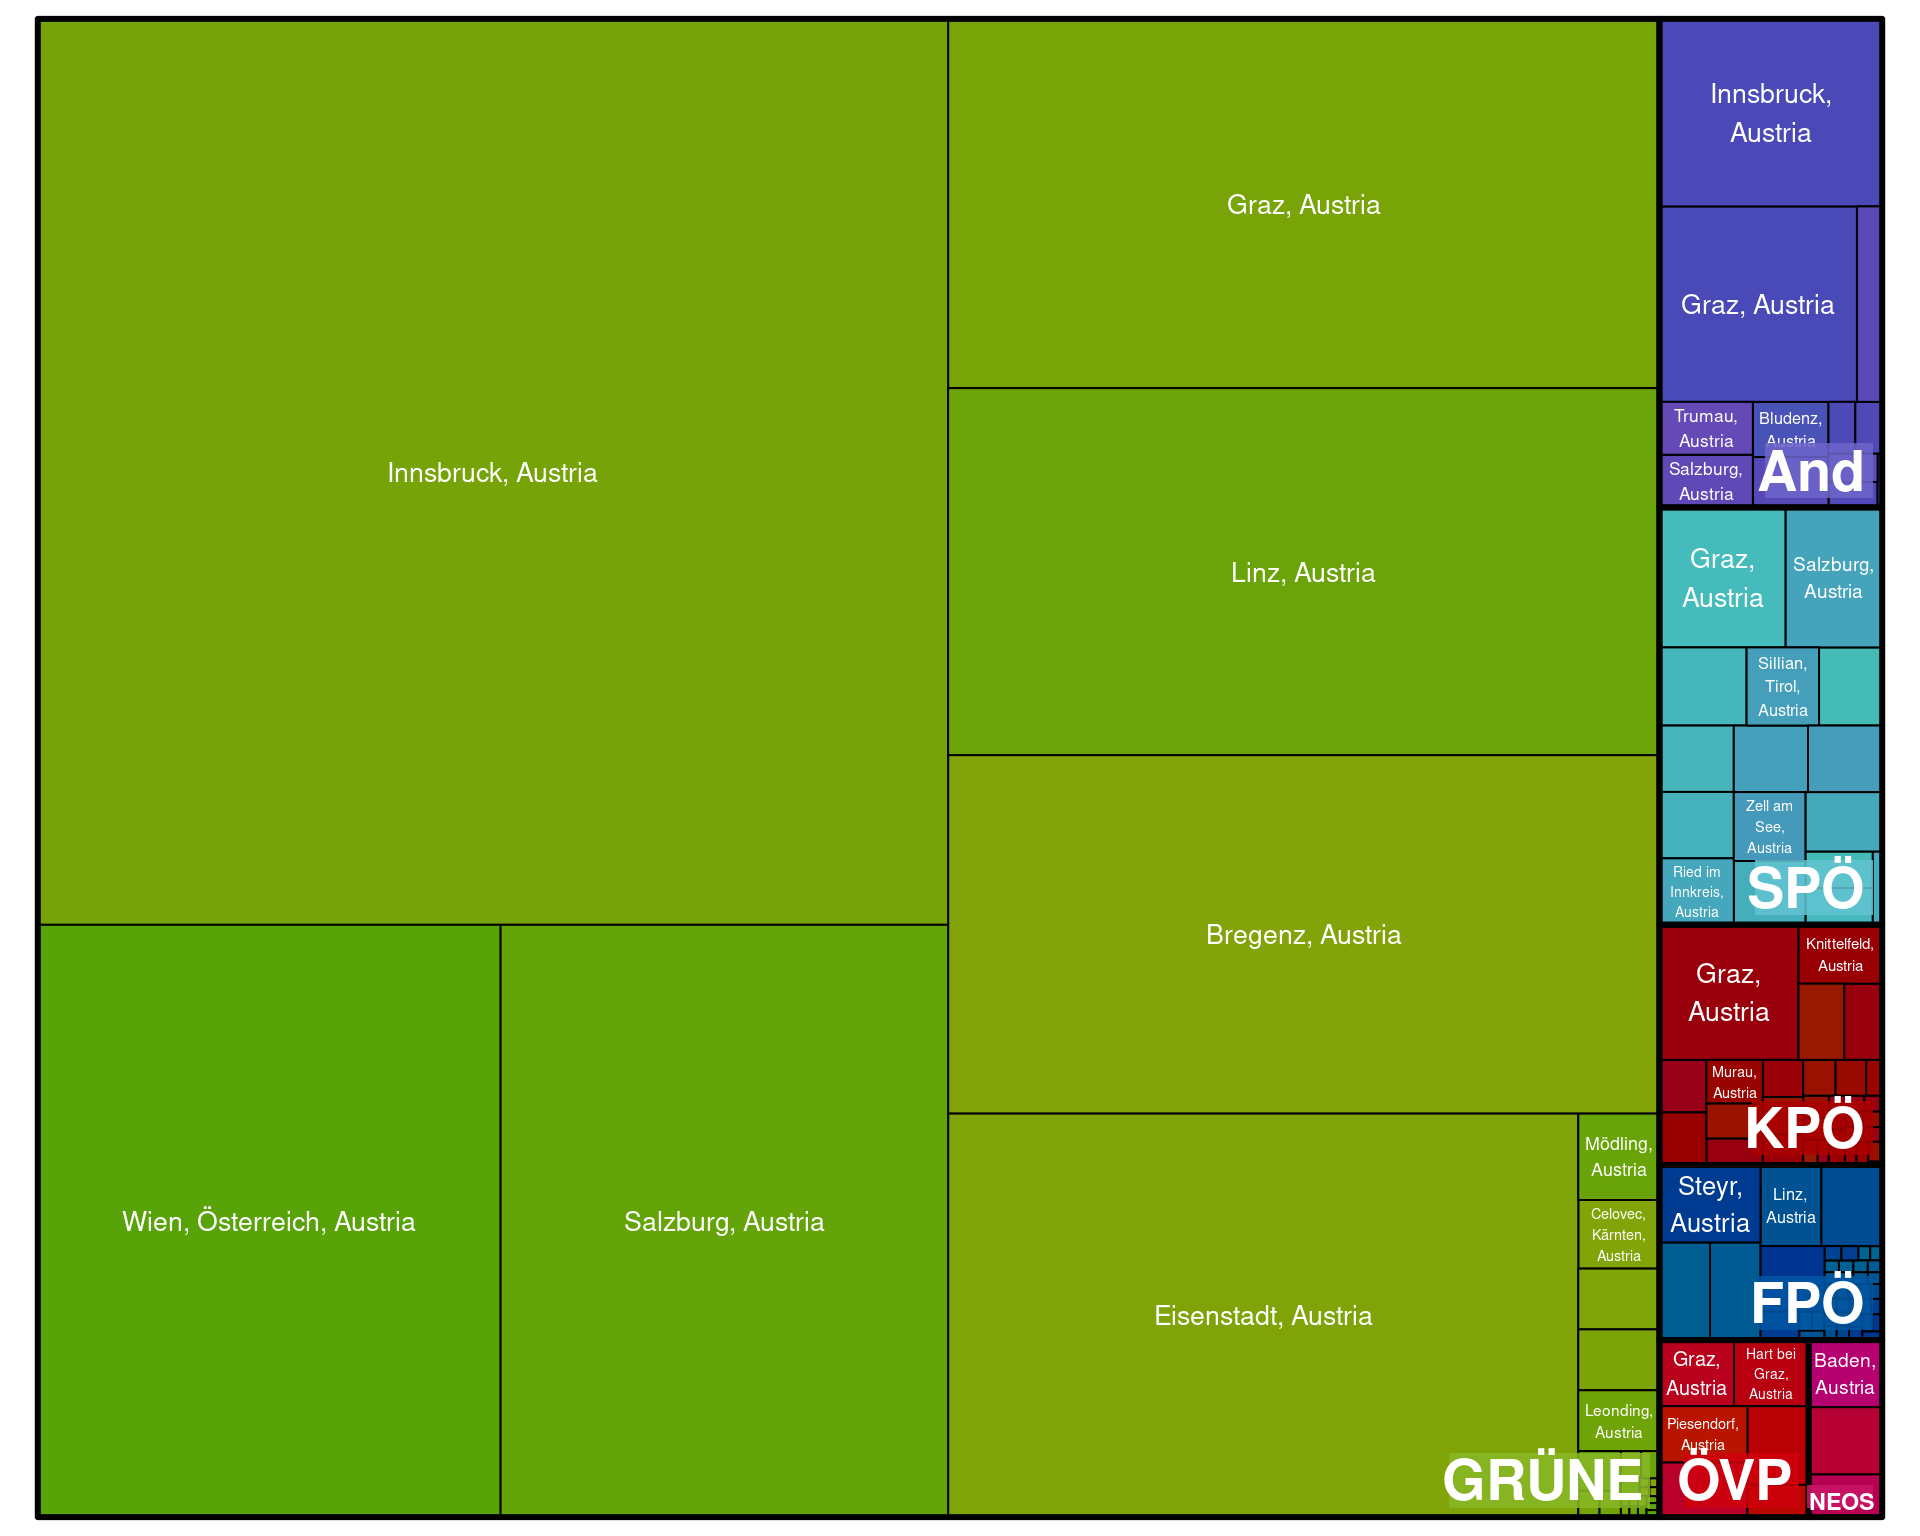 Innsbruck, Austria
Graz, Austria
Linz, Austria
Bregenz, Austria
Wien, Österreich, Austria
Salzburg, Austria
Eisenstadt, Austria
Mödling,
Austria
Celovec,
Kärnten,
Austria
Leonding,
Austria
GRÜNE
Innsbruck,
Austria
Graz, Austria
Trumau,
Austria
Bludenz,
Austria
Salzburg,
Austria
And
Graz,
Austria
Salzburg,
Austria
Sillian,
Tirol,
Austria
Zell am
See,
Austria
Ried im
Innkreis,
Austria
SPÖ
Graz,
Austria
Knittelfeld,
Austria
Murau,
Austria
KPÖ
Steyr,
Austria
Linz,
Austria
FPÖ
Graz,
Austria
Hart bei
Graz,
Austria
Piesendorf,
Austria
ÖVP
Baden,
Austria
NEOS